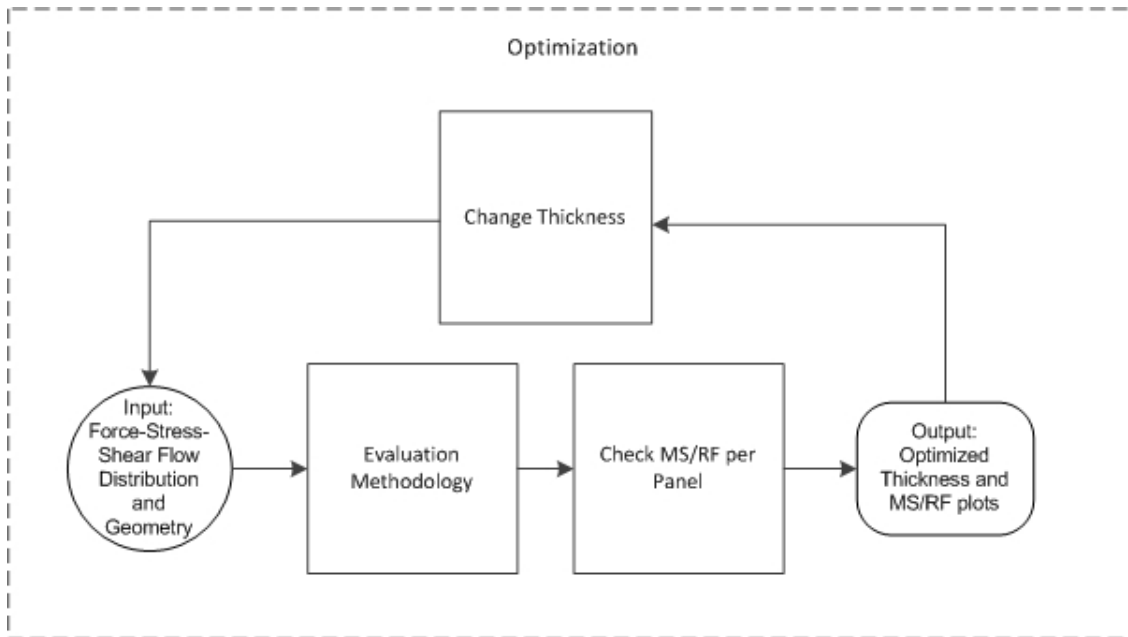 Optimization
Change Thickness
Input:
Force-Stress-
Shear Flow
Distribution
and
Geometry
Evaluation
Methodology
Check MS/RF per
Panel
Output:
Optimized
Thickness and
MS/RF plots